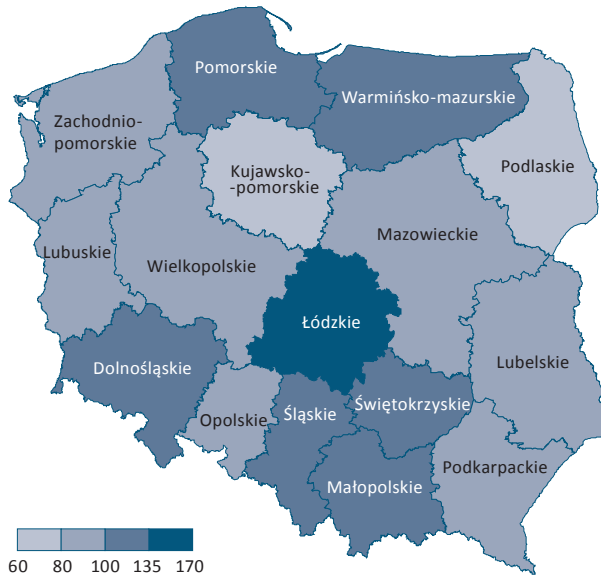 Pomorskie
Warmińsko-mazurskie
Zachodnio-
pomorskie
Kujawsko-
-pomorskie
Podlaskie
Mazowieckie
Lubuskie
Wielkopolskie
Łódzkie
Lubelskie
Dolnośląskie
Opolskie
Śląskie
Świętokrzyskie
Podkarpackie
Małopolskie
60 80 100 135 170